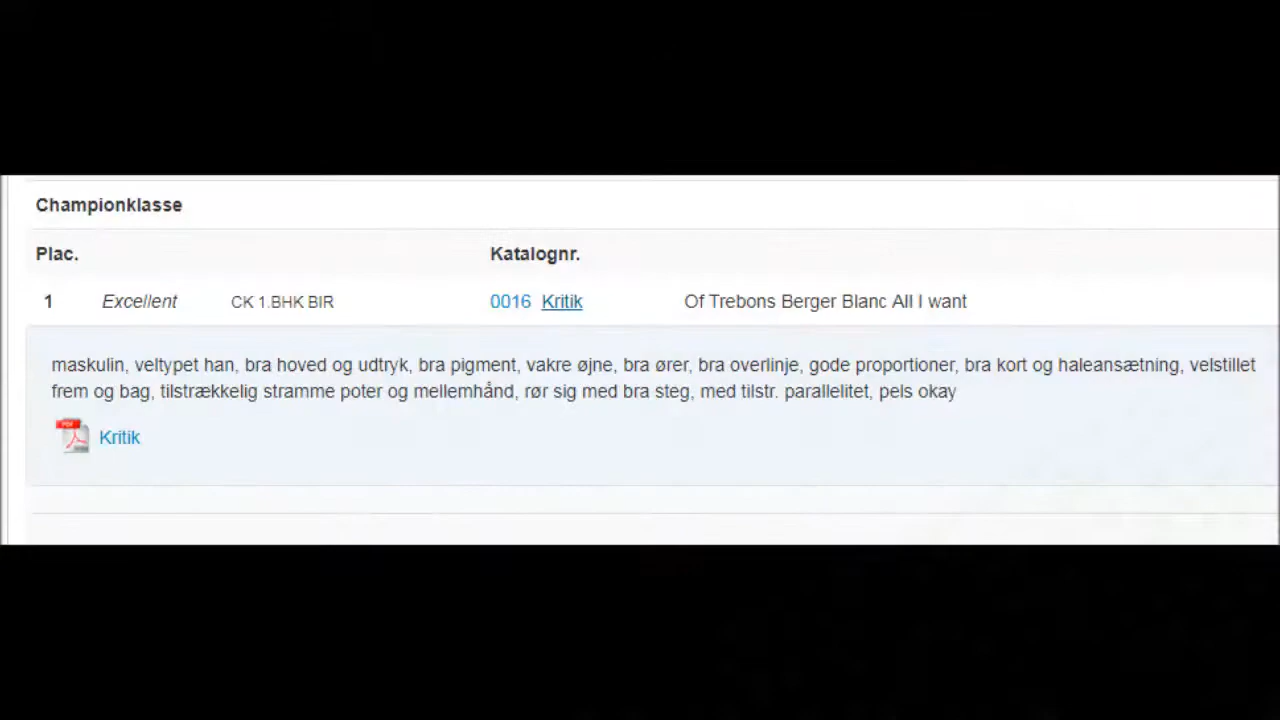 Championklasse
Plac. Katalognr.
1 Excellent CK 1.BHK BIR 0016 Kritik Of Trebons Berger Blanc All I want
maskulin, veltypet han, bra hoved og udtryk, bra pigment, vakre øjne, bra ører, bra overlinje, gode proportioner, bra kort og haleansætning, velstillet
frem og bag, tilstrækkelig stramme poter og mellemhånd, rør sig med bra steg, med tilstr. parallelitet, pels okay
PDF Kritik